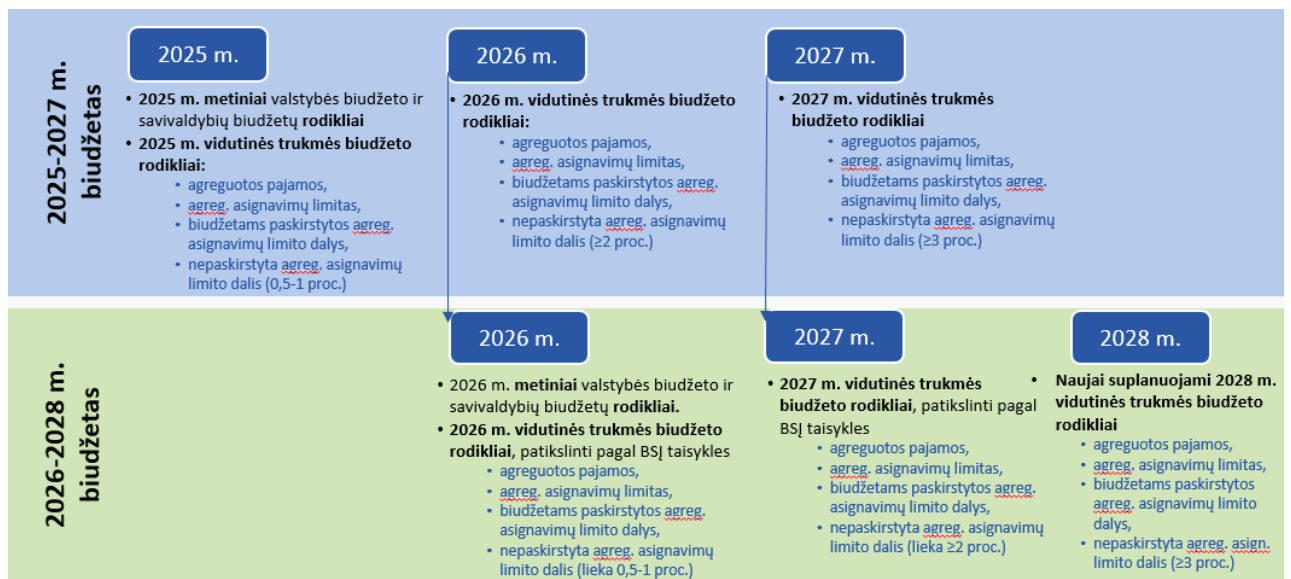 2025-2027 m.
biudžetas
2025 m.
• 2025 m. metiniai valstybės biudžeto ir
savivaldybių biudžetų rodikliai
• 2025 m. vidutinės trukmės biudžeto
rodikliai:
• agreguotos pajamos,
• agreg. asignavimų limitas,
• biudžetams paskirstytos agreg.
asignavimų limito dalys,
• nepaskirstyta agreg. asignavimų
limito dalis (0,5-1 proc.)
2026 m.
• 2026 m. vidutinės trukmės biudžeto
rodikliai:
• agreguotos pajamos,
• agreg. asignavimų limitas,
• biudžetams paskirstytos agreg.
asignavimų limito dalys,
• nepaskirstyta agreg. asignavimų
limito dalis (≥2 proc.)
2027 m.
• 2027 m. vidutinės trukmės
biudžeto rodikliai
• agreguotos pajamos,
• agreg. asignavimų limitas,
• biudžetams paskirstytos agreg.
asignavimų limito dalys,
• nepaskirstyta agreg. asignavimų
limito dalis (≥3 proc.)
2026-2028 m.
biudžetas
2026 m.
• 2026 m. metiniai valstybės biudžeto ir
savivaldybių biudžetų rodikliai.
• 2026 m. vidutinės trukmės biudžeto
rodikliai, patikslinti pagal BSĮ taisykles
• agreguotos pajamos,
• agreg. asignavimų limitas,
• biudžetams paskirstytos agreg.
asignavimų limito dalys,
• nepaskirstyta agreg. asignavimų
limito dalis (lieka 0,5-1 proc.)
2027 m.
• 2027 m. vidutinės trukmės
biudžeto rodikliai, patikslinti pagal
BSĮ taisykles
• agreguotos pajamos,
• agreg. asignavimų limitas,
• biudžetams paskirstytos agreg.
asignavimų limito dalys,
• nepaskirstyta agreg. asignavimų
limito dalis (lieka ≥2 proc.)
2028 m.
• Naujai suplanuojami 2028 m.
vidutinės trukmės biudžeto
rodikliai
• agreguotos pajamos,
• agreg. asignavimų limitas,
• biudžetams paskirstytos
agreg. asignavimų limito
dalys,
• nepaskirstyta agreg. asign.
limito dalis (≥3 proc.)